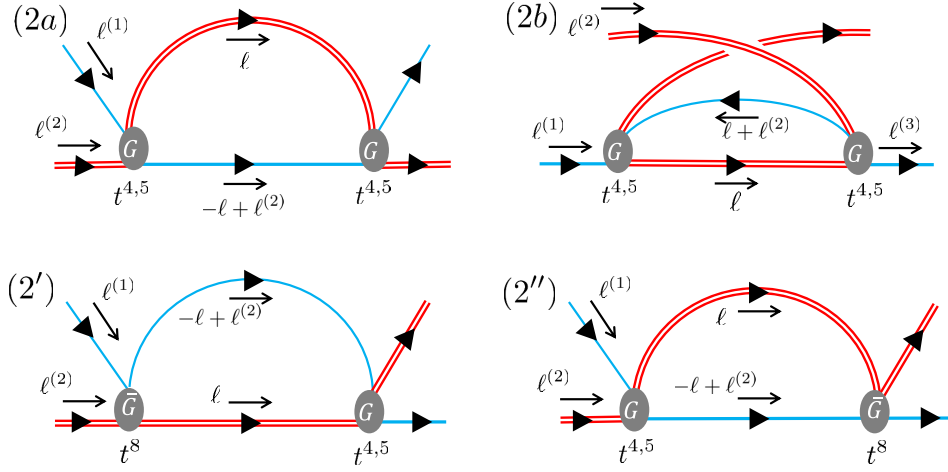 (2a)
ℓ^{(1)}
ℓ
ℓ^{(2)}
G
G
t^{4,5}
−ℓ + ℓ^{(2)}
t^{4,5}
(2b)
ℓ^{(2)}
ℓ + ℓ^{(2)}
ℓ^{(1)}
ℓ^{(3)}
G
G
t^{4,5}
ℓ
t^{4,5}
(2′)
ℓ^{(1)}
−ℓ + ℓ^{(2)}
ℓ^{(2)}
ℓ
Ḡ
G
t^{8}
t^{4,5}
(2′′)
ℓ^{(1)}
ℓ
ℓ^{(2)}
−ℓ + ℓ^{(2)}
G
Ḡ
t^{4,5}
t^{8}